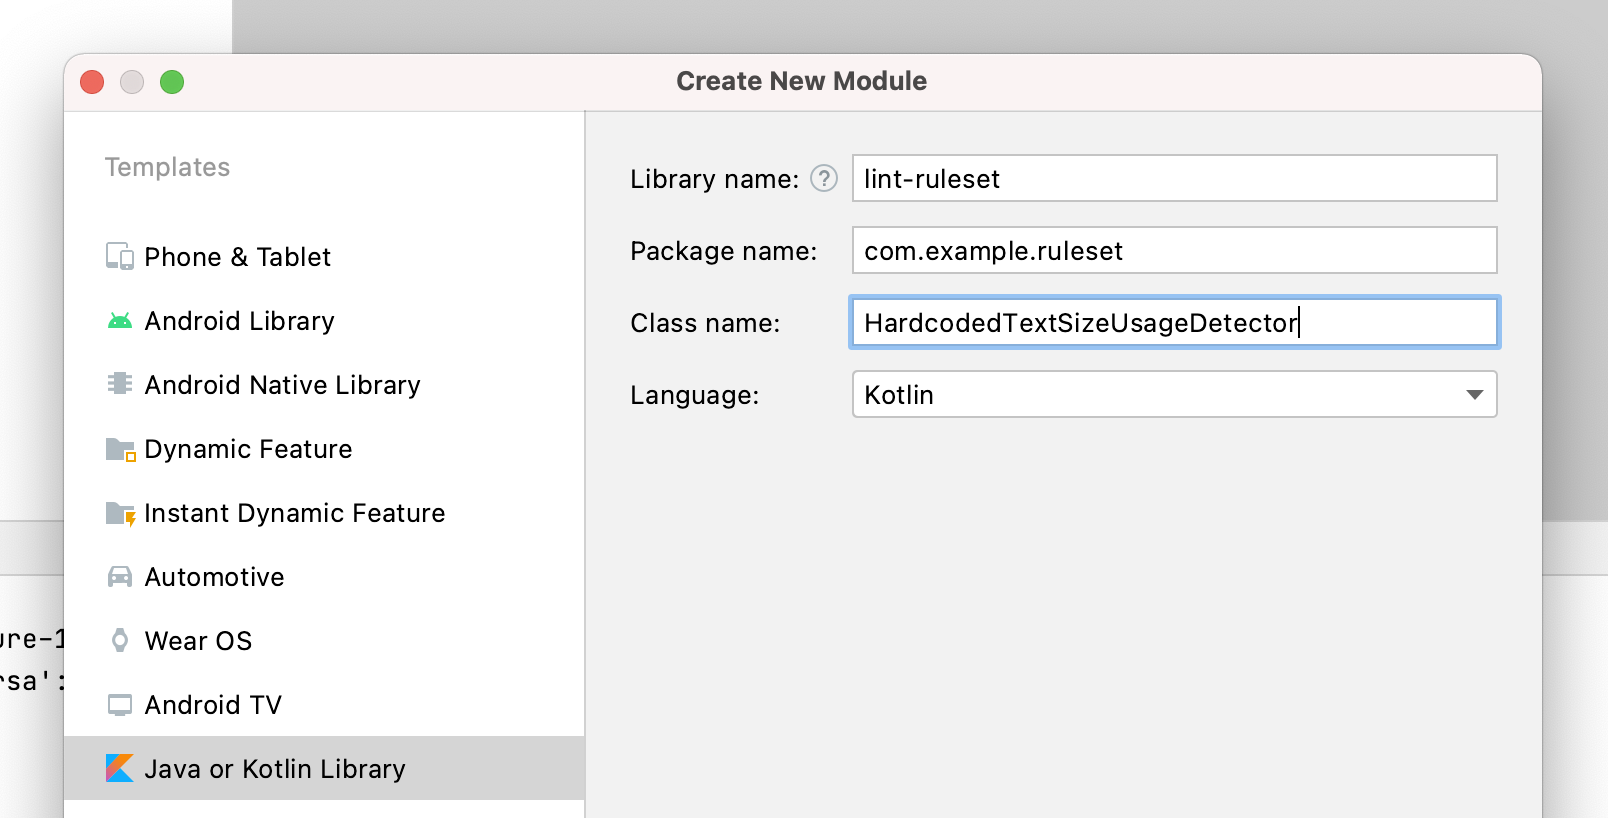 Create New Module
Templates
Phone & Tablet
Android Library
Android Native Library
Dynamic Feature
Instant Dynamic Feature
Automotive
Wear OS
Android TV
Java or Kotlin Library
Library name: ? lint-ruleset
Package name: com.example.ruleset
Class name: HardcodedTextSizeUsageDetector
Language: Kotlin
ure-1
rsa':